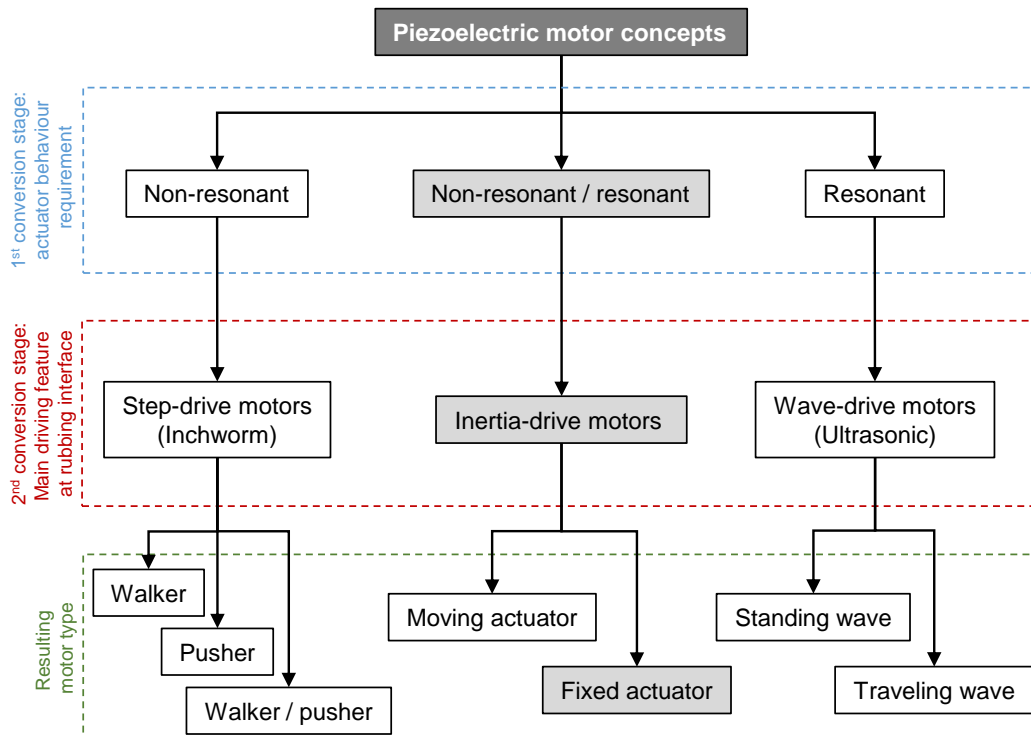 Piezoelectric motor concepts
1st conversion stage:
actuator behaviour
requirement
Non-resonant
Non-resonant / resonant
Resonant
2nd conversion stage:
Main driving feature
at rubbing interface
Step-drive motors
(Inchworm)
Inertia-drive motors
Wave-drive motors
(Ultrasonic)
Resulting
motor type
Walker
Pusher
Walker / pusher
Moving actuator
Fixed actuator
Standing wave
Traveling wave